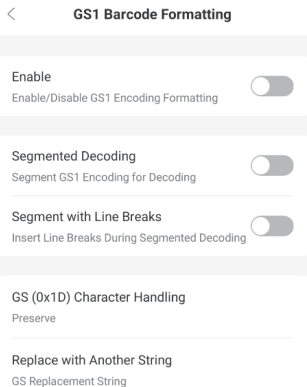 GS1 Barcode Formatting
Enable
Enable/Disable GS1 Encoding Formatting
Segmented Decoding
Segment GS1 Encoding for Decoding
Segment with Line Breaks
Insert Line Breaks During Segmented Decoding
GS (0x1D) Character Handling
Preserve
Replace with Another String
GS Replacement String